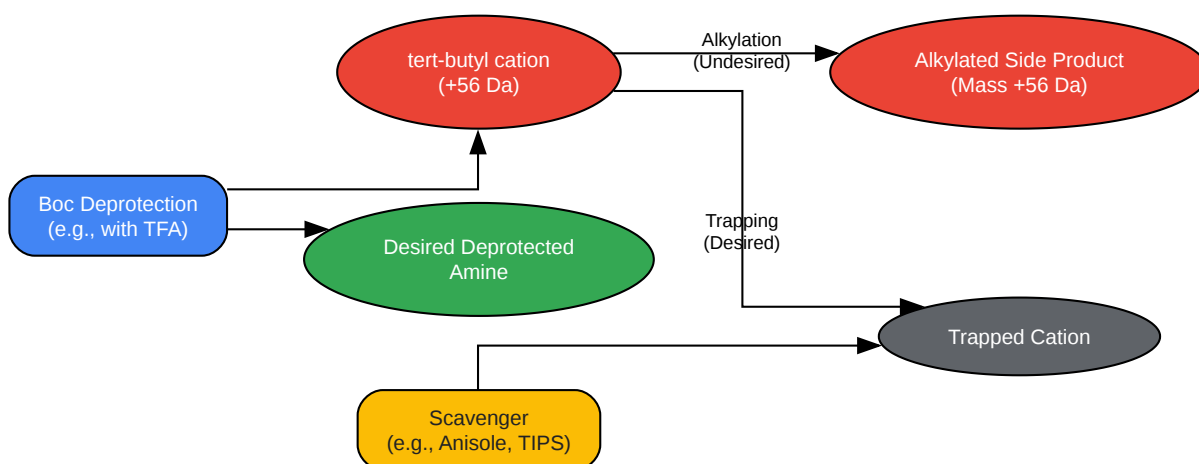 tert-butyl cation
(+56 Da)
Alkylation
(Undesired)
Alkylated Side Product
(Mass +56 Da)
Boc Deprotection
(e.g., with TFA)
Desired Deprotected
Amine
Trapping
(Desired)
Trapped Cation
Scavenger
(e.g., Anisole, TIPS)